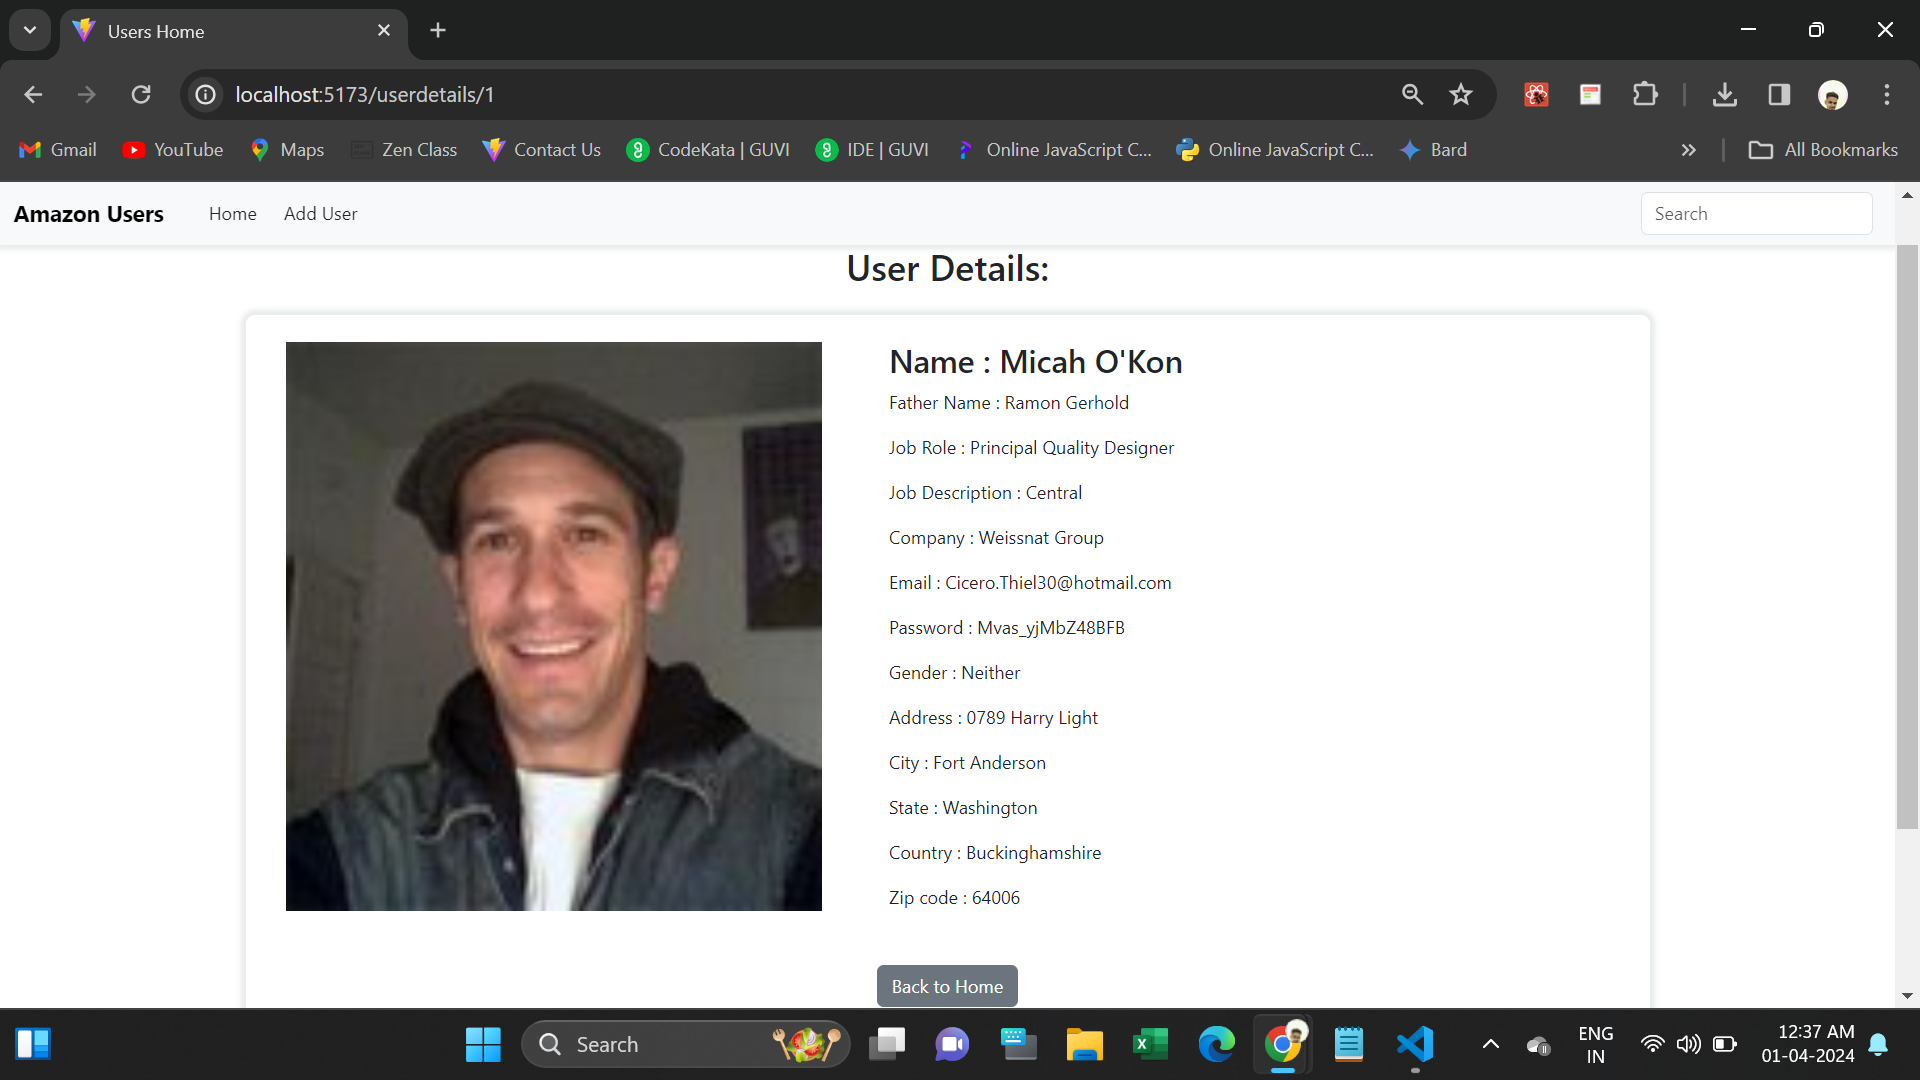 Users Home
localhost:5173/userdetails/1
Gmail YouTube Maps Zen Class Contact Us CodeKata | GUVI IDE | GUVI Online JavaScript C... Online JavaScript C... Bard All Bookmarks
Amazon Users Home Add User Search
User Details:
Name : Micah O'Kon
Father Name : Ramon Gerhold
Job Role : Principal Quality Designer
Job Description : Central
Company : Weissnat Group
Email : Cicero.Thiel30@hotmail.com
Password : Mvas_yjMbZ48BFB
Gender : Neither
Address : 0789 Harry Light
City : Fort Anderson
State : Washington
Country : Buckinghamshire
Zip code : 64006
Back to Home
Search
ENG
IN
12:37 AM
01-04-2024